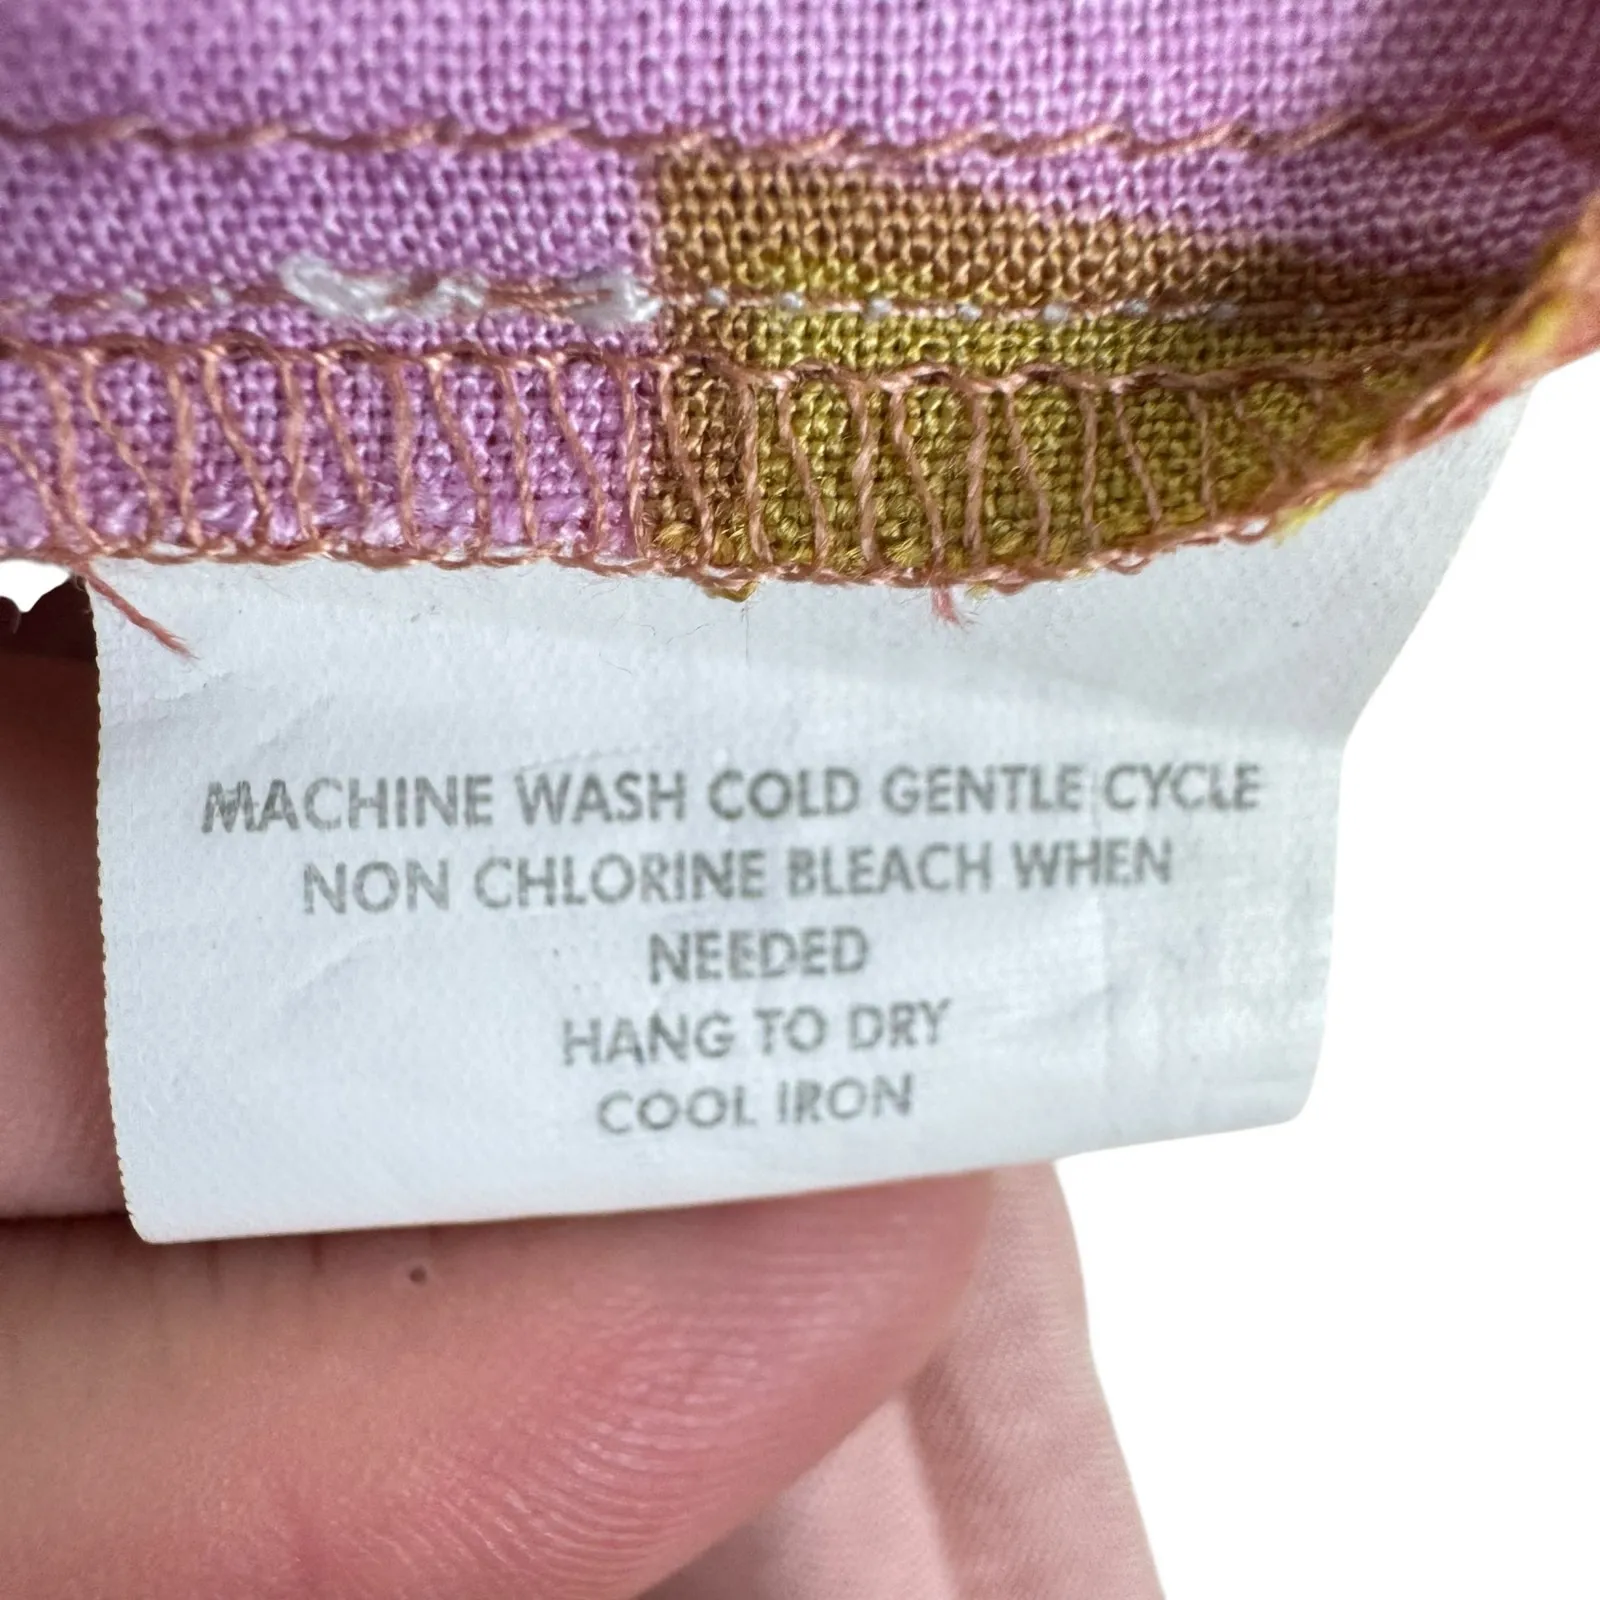 MACHINE WASH COLD GENTLE CYCLE
NON CHLORINE BLEACH WHEN
NEEDED
HANG TO DRY
COOL IRON